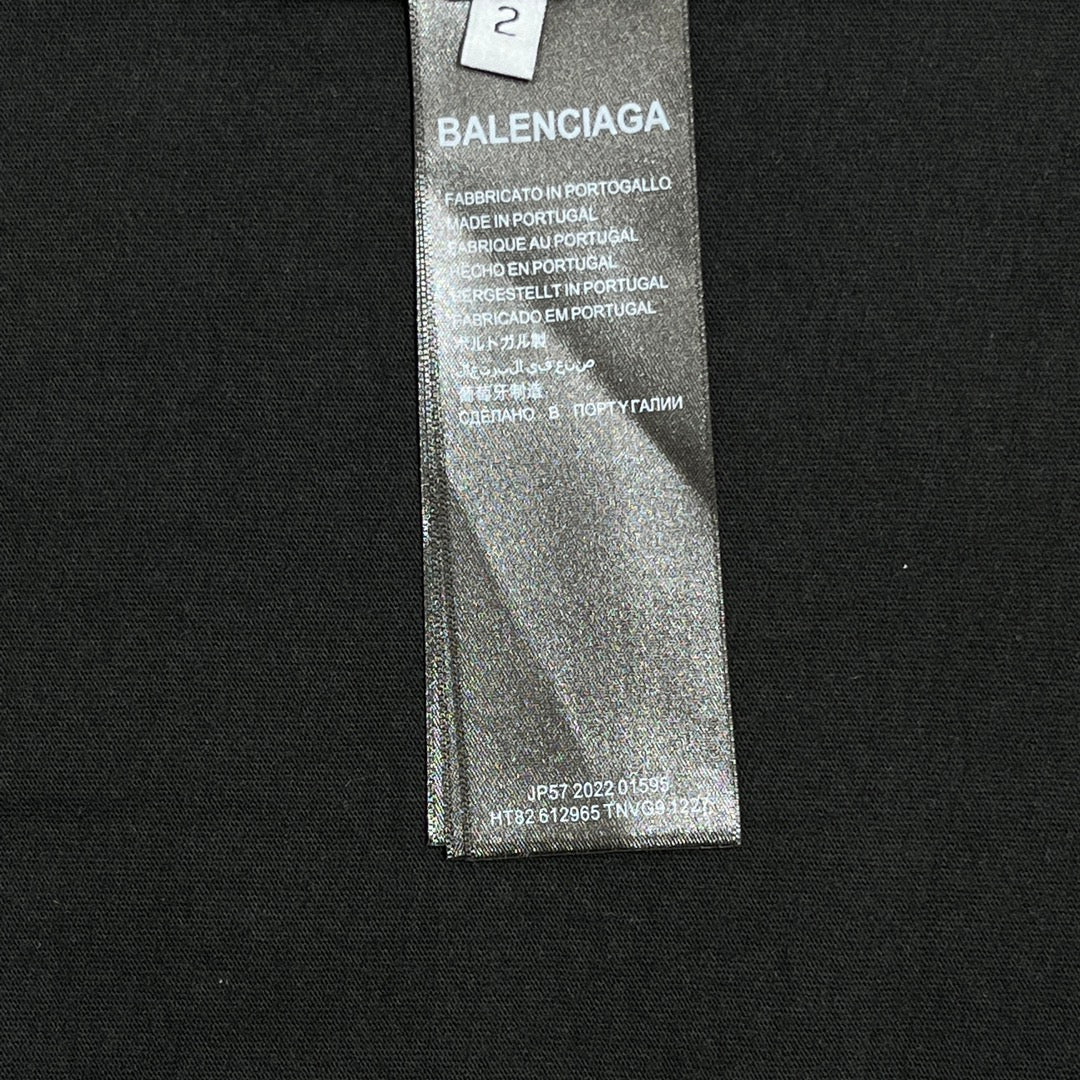 2
BALENCIAGA
FABBRICATO IN PORTOGALLO
MADE IN PORTUGAL
FABRIQUE AU PORTUGAL
HECHO EN PORTUGAL
HERGESTELLT IN PORTUGAL
FABRICADO EM PORTUGAL
ポルトガル製
صنع في البرتغال
葡萄牙制造
СДЕЛАНО В ПОРТУГАЛИИ
JP57 2022 01595
HT82 612965 TNVG9 122T